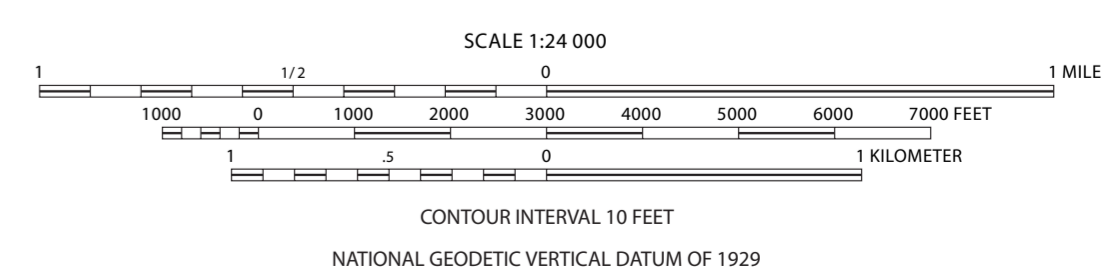 SCALE 1:24 000
1 1/2 0 1 MILE
1000 0 1000 2000 3000 4000 5000 6000 7000 FEET
1 .5 0 1 KILOMETER
CONTOUR INTERVAL 10 FEET
NATIONAL GEODETIC VERTICAL DATUM OF 1929